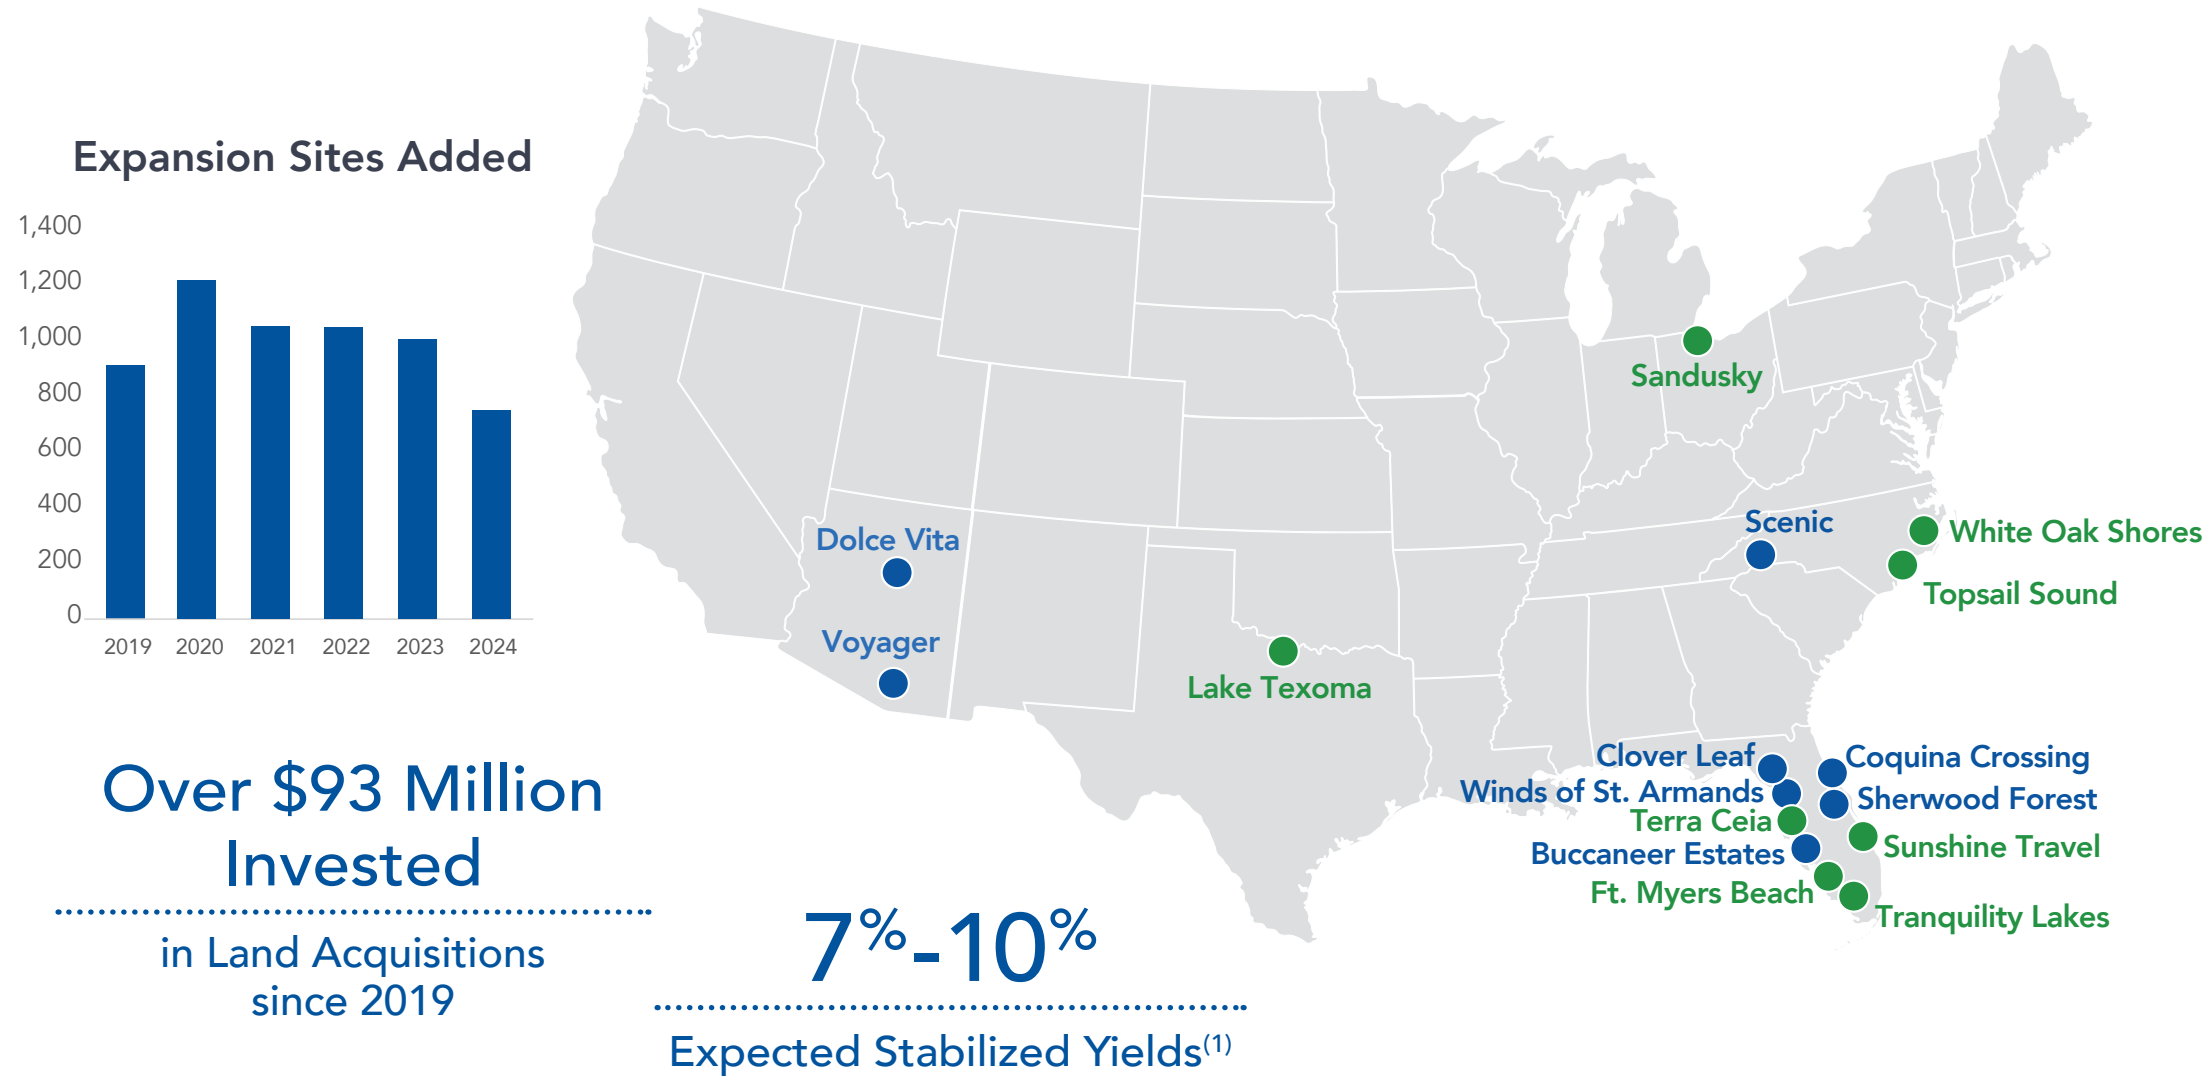 Expansion Sites Added
1,400
1,200
1,000
800
600
400
200
0
2019 2020 2021 2022 2023 2024
Over $93 Million
Invested
in Land Acquisitions
since 2019
7%-10%
Expected Stabilized Yields(1)
Sandusky
Scenic
White Oak Shores
Topsail Sound
Dolce Vita
Voyager
Lake Texoma
Clover Leaf
Coquina Crossing
Winds of St. Armands
Sherwood Forest
Terra Ceia
Sunshine Travel
Buccaneer Estates
Ft. Myers Beach
Tranquility Lakes